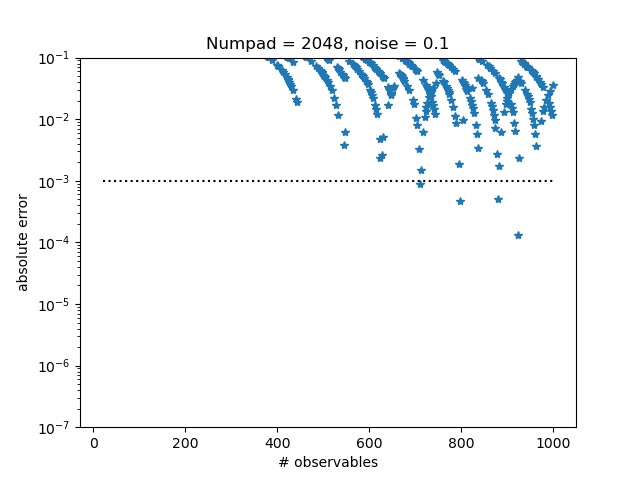 Numpad = 2048, noise = 0.1
absolute error
10⁻¹
10⁻²
10⁻³
10⁻⁴
10⁻⁵
10⁻⁶
10⁻⁷
0 200 400 600 800 1000
# observables